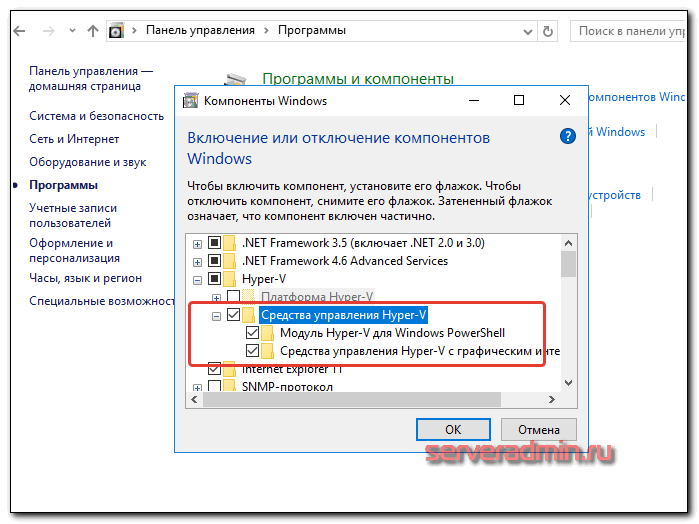 Панель управления
Программы
Поиск в панели упр
Панель управления —
домашняя страница
Система и безопасность
Сеть и Интернет
Оборудование и звук
Программы
Учетные записи
пользователей
Оформление и
персонализация
Часы, язык и регион
Специальные возможност
Программы и компоненты
омпонентов Wind
й Windows
устройств
Компоненты Windows
Включение или отключение компонентов
Windows
Чтобы включить компонент, установите его флажок. Чтобы
отключить компонент, снимите его флажок. Затененный флажок
означает, что компонент включен частично.
.NET Framework 3.5 (включает .NET 2.0 и 3.0)
.NET Framework 4.6 Advanced Services
Hyper-V
Платформа Hyper-V
Средства управления Hyper-V
Модуль Hyper-V для Windows PowerShell
Средства управления Hyper-V с графическим инте
Internet Explorer 11
SNMP-протокол
ОК
Отмена
serveradmin.ru